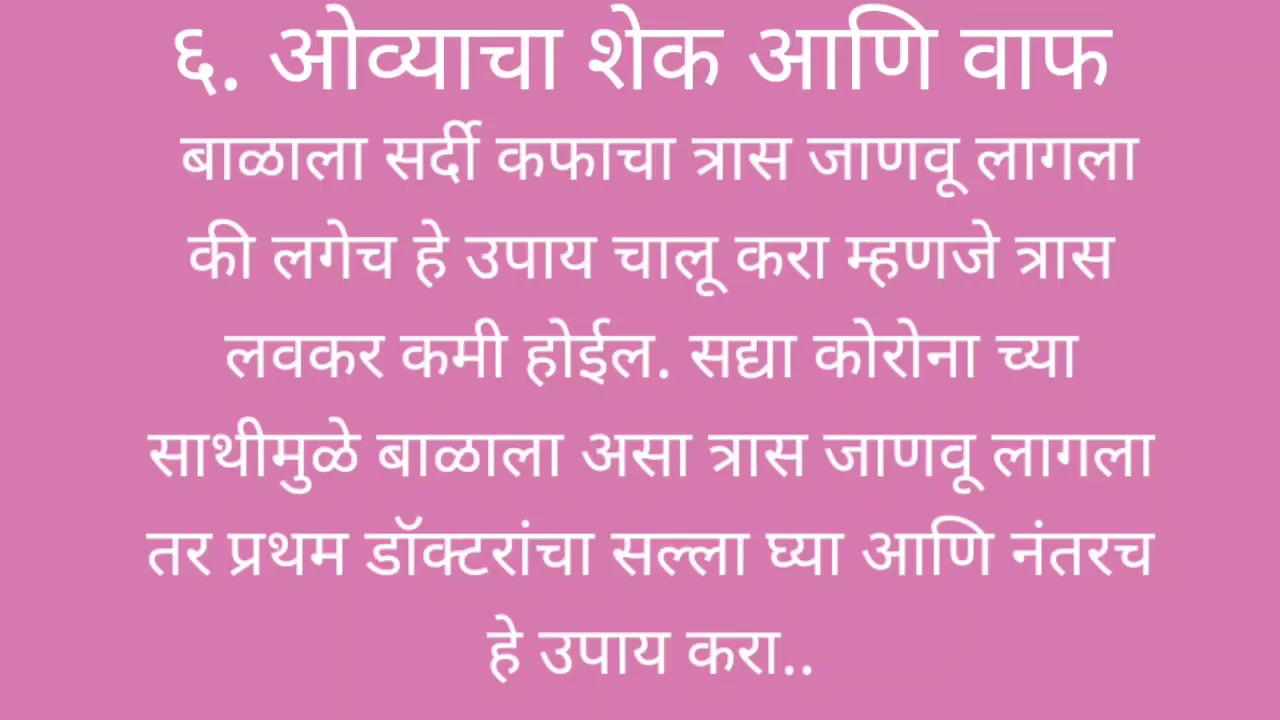 ६. ओव्याचा शेक आणि वाफ
बाळाला सर्दी कफाचा त्रास जाणवू लागला
की लगेच हे उपाय चालू करा म्हणजे त्रास
लवकर कमी होईल. सद्या कोरोना च्या
साथीमुळे बाळाला असा त्रास जाणवू लागला
तर प्रथम डॉक्टरांचा सल्ला घ्या आणि नंतरच
हे उपाय करा..